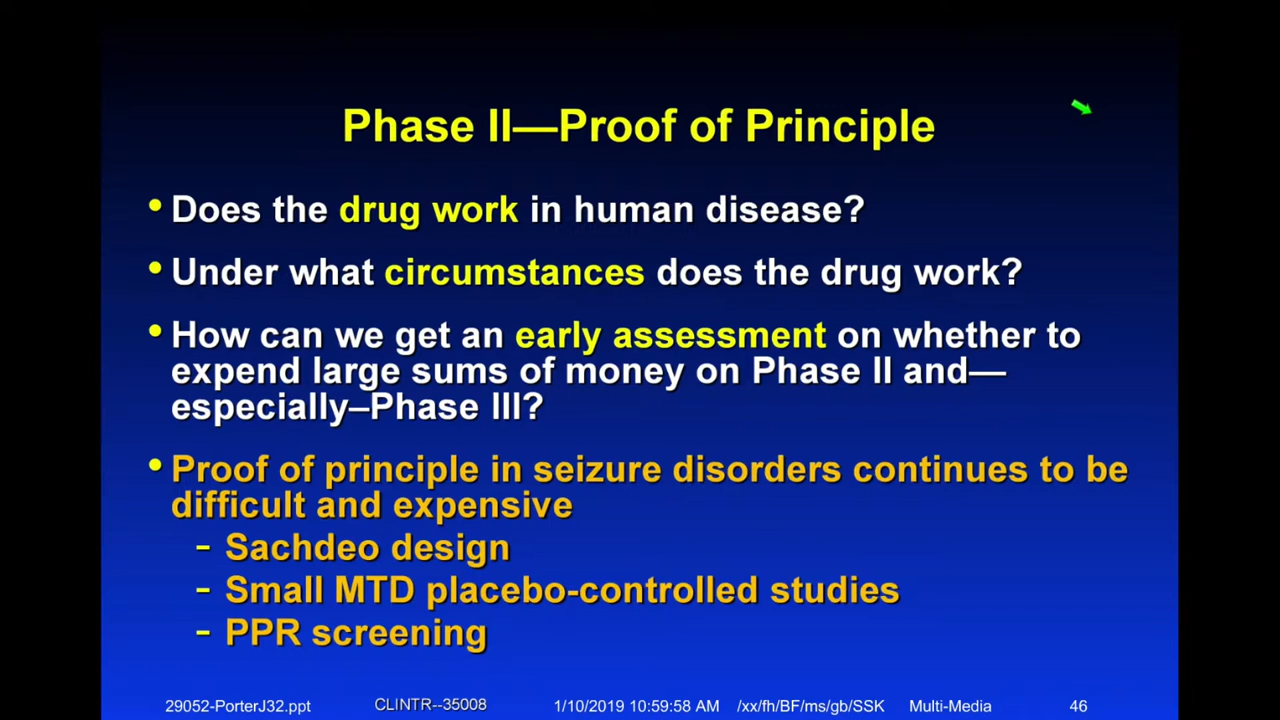 Phase II—Proof of Principle
• Does the drug work in human disease?
• Under what circumstances does the drug work?
• How can we get an early assessment on whether to
expend large sums of money on Phase II and—
especially–Phase III?
• Proof of principle in seizure disorders continues to be
difficult and expensive
- Sachdeo design
- Small MTD placebo-controlled studies
- PPR screening
29052-PorterJ32.ppt CLINTR--35008 1/10/2019 10:59:58 AM /xx/fh/BF/ms/gb/SSK Multi-Media 46